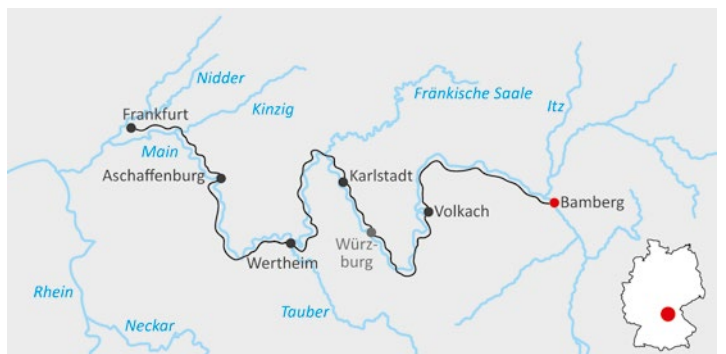 Nidder
Fränkische Saale
Itz
Frankfurt
Kinzig
Main
Aschaffenburg
Karlstadt
Bamberg
Volkach
Würz-
burg
Wertheim
Rhein
Tauber
Neckar